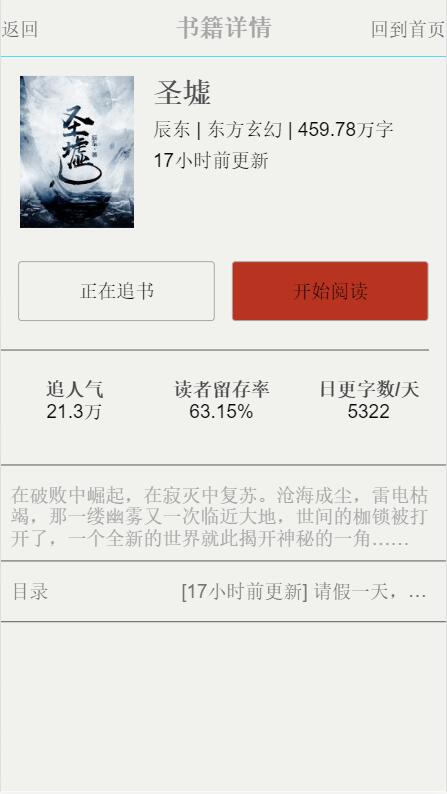 返回 书籍详情 回到首页
圣墟
圣墟
辰东 | 东方玄幻 | 459.78万字
17小时前更新
正在追书 开始阅读
追人气 读者留存率 日更字数/天
21.3万 63.15% 5322
在破败中崛起，在寂灭中复苏。沧海成尘，雷电枯
竭，那一缕幽雾又一次临近大地，世间的枷锁被打
开了，一个全新的世界就此揭开神秘的一角……
目录 [17小时前更新] 请假一天，…